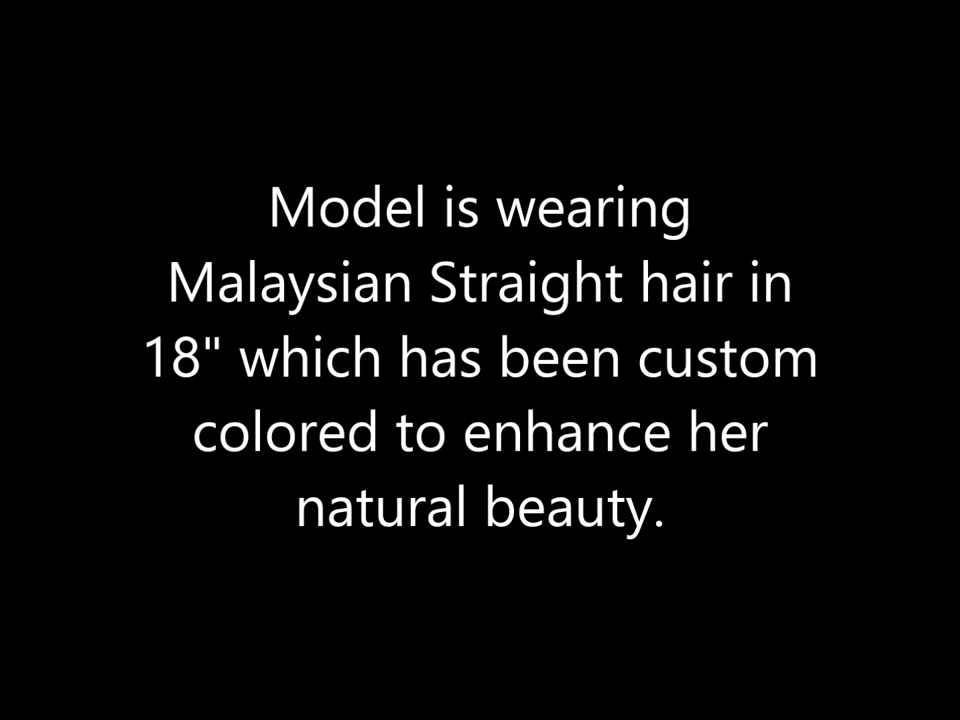 Model is wearing
Malaysian Straight hair in
18" which has been custom
colored to enhance her
natural beauty.